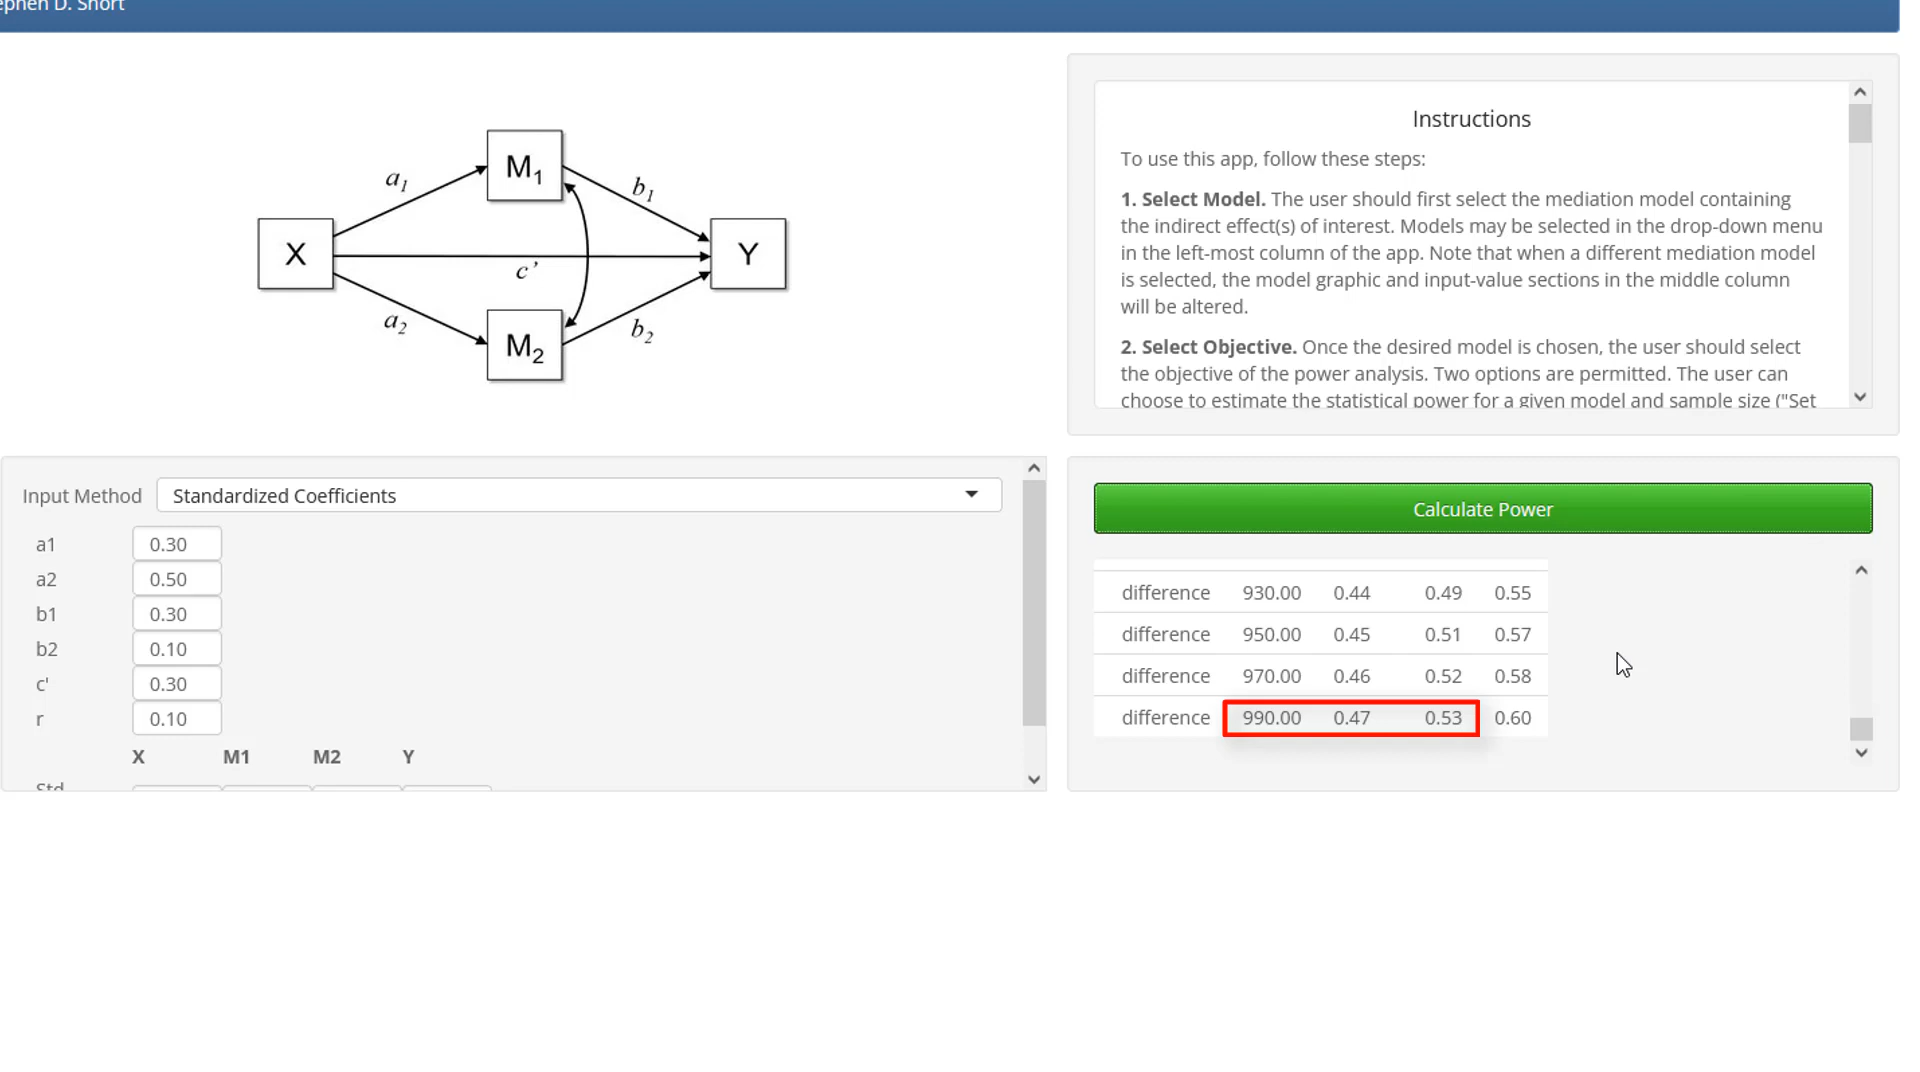 ephen D. Short
M1
a1
b1
X
Y
c'
a2
b2
M2
Instructions
To use this app, follow these steps:
1. Select Model. The user should first select the mediation model containing
the indirect effect(s) of interest. Models may be selected in the drop-down menu
in the left-most column of the app. Note that when a different mediation model
is selected, the model graphic and input-value sections in the middle column
will be altered.
2. Select Objective. Once the desired model is chosen, the user should select
the objective of the power analysis. Two options are permitted. The user can
choose to estimate the statistical power for a given model and sample size ("Set
Input Method Standardized Coefficients
a1 0.30
a2 0.50
b1 0.30
b2 0.10
c' 0.30
r 0.10
X M1 M2 Y
Std
Calculate Power
difference 930.00 0.44 0.49 0.55
difference 950.00 0.45 0.51 0.57
difference 970.00 0.46 0.52 0.58
difference 990.00 0.47 0.53 0.60